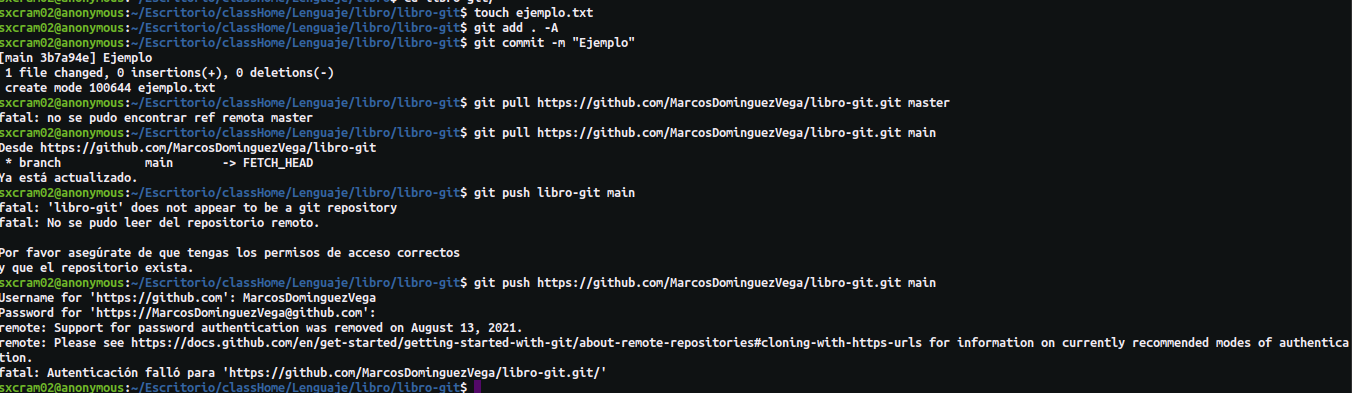 sxcram02@anonymous:~/Escritorio/classHome/Lenguaje/libro/libro-git$ touch ejemplo.txt
sxcram02@anonymous:~/Escritorio/classHome/Lenguaje/libro/libro-git$ git add . -A
sxcram02@anonymous:~/Escritorio/classHome/Lenguaje/libro/libro-git$ git commit -m "Ejemplo"
[main 3b7a94e] Ejemplo
1 file changed, 0 insertions(+), 0 deletions(-)
create mode 100644 ejemplo.txt
sxcram02@anonymous:~/Escritorio/classHome/Lenguaje/libro/libro-git$ git pull https://github.com/MarcosDominguezVega/libro-git.git master
fatal: no se pudo encontrar ref remota master
sxcram02@anonymous:~/Escritorio/classHome/Lenguaje/libro/libro-git$ git pull https://github.com/MarcosDominguezVega/libro-git.git main
Desde https://github.com/MarcosDominguezVega/libro-git
* branch main -> FETCH_HEAD
Ya está actualizado.
sxcram02@anonymous:~/Escritorio/classHome/Lenguaje/libro/libro-git$ git push libro-git main
fatal: 'libro-git' does not appear to be a git repository
fatal: No se pudo leer del repositorio remoto.
Por favor asegúrate de que tengas los permisos de acceso correctos
y que el repositorio exista.
sxcram02@anonymous:~/Escritorio/classHome/Lenguaje/libro/libro-git$ git push https://github.com/MarcosDominguezVega/libro-git.git main
Username for 'https://github.com': MarcosDominguezVega
Password for 'https://MarcosDominguezVega@github.com':
remote: Support for password authentication was removed on August 13, 2021.
remote: Please see https://docs.github.com/en/get-started/getting-started-with-git/about-remote-repositories#cloning-with-https-urls for information on currently recommended modes of authentica
tion.
fatal: Autenticación falló para 'https://github.com/MarcosDominguezVega/libro-git.git/'
sxcram02@anonymous:~/Escritorio/classHome/Lenguaje/libro/libro-git$